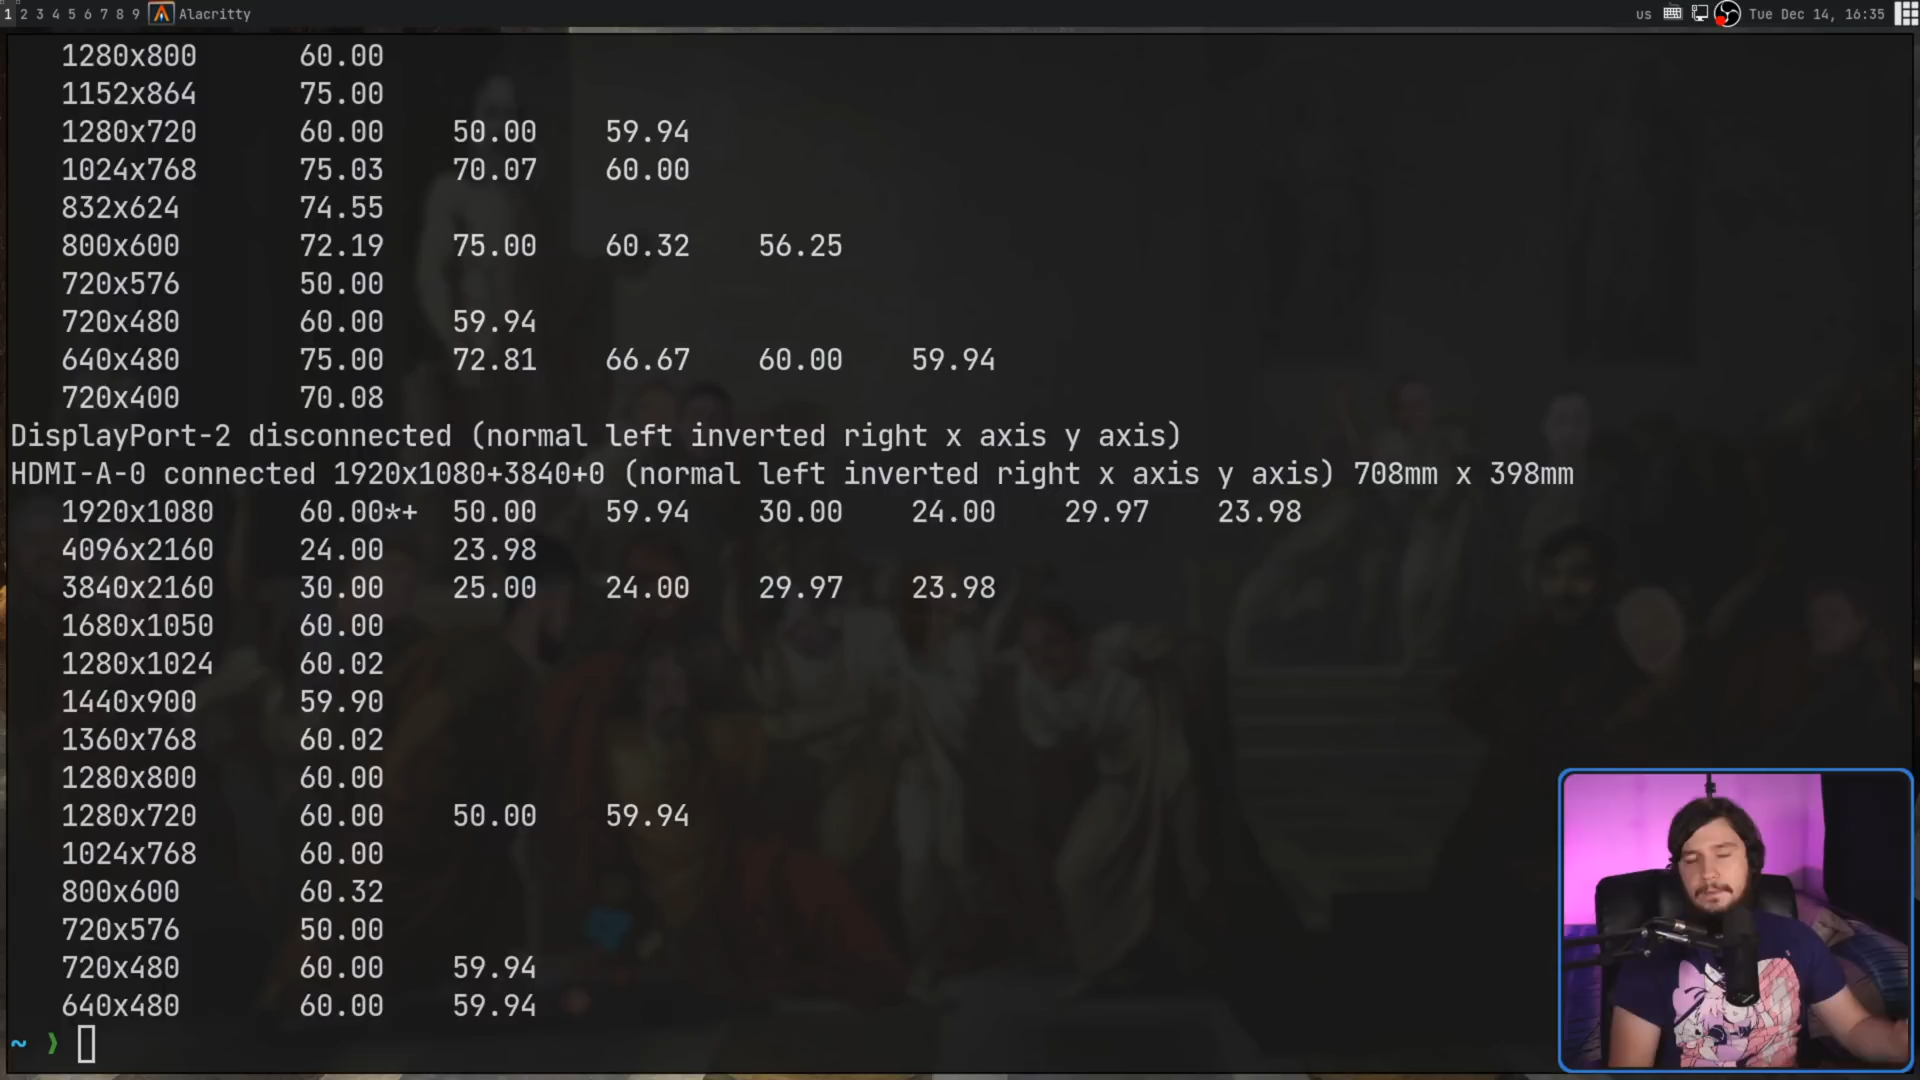 1 2 3 4 5 6 7 8 9 Alacritty us Tue Dec 14, 16:35
1280x800 60.00
1152x864 75.00
1280x720 60.00 50.00 59.94
1024x768 75.03 70.07 60.00
832x624 74.55
800x600 72.19 75.00 60.32 56.25
720x576 50.00
720x480 60.00 59.94
640x480 75.00 72.81 66.67 60.00 59.94
720x400 70.08
DisplayPort-2 disconnected (normal left inverted right x axis y axis)
HDMI-A-0 connected 1920x1080+3840+0 (normal left inverted right x axis y axis) 708mm x 398mm
1920x1080 60.00*+ 50.00 59.94 30.00 24.00 29.97 23.98
4096x2160 24.00 23.98
3840x2160 30.00 25.00 24.00 29.97 23.98
1680x1050 60.00
1280x1024 60.02
1440x900 59.90
1360x768 60.02
1280x800 60.00
1280x720 60.00 50.00 59.94
1024x768 60.00
800x600 60.32
720x576 50.00
720x480 60.00 59.94
640x480 60.00 59.94
~ ❯